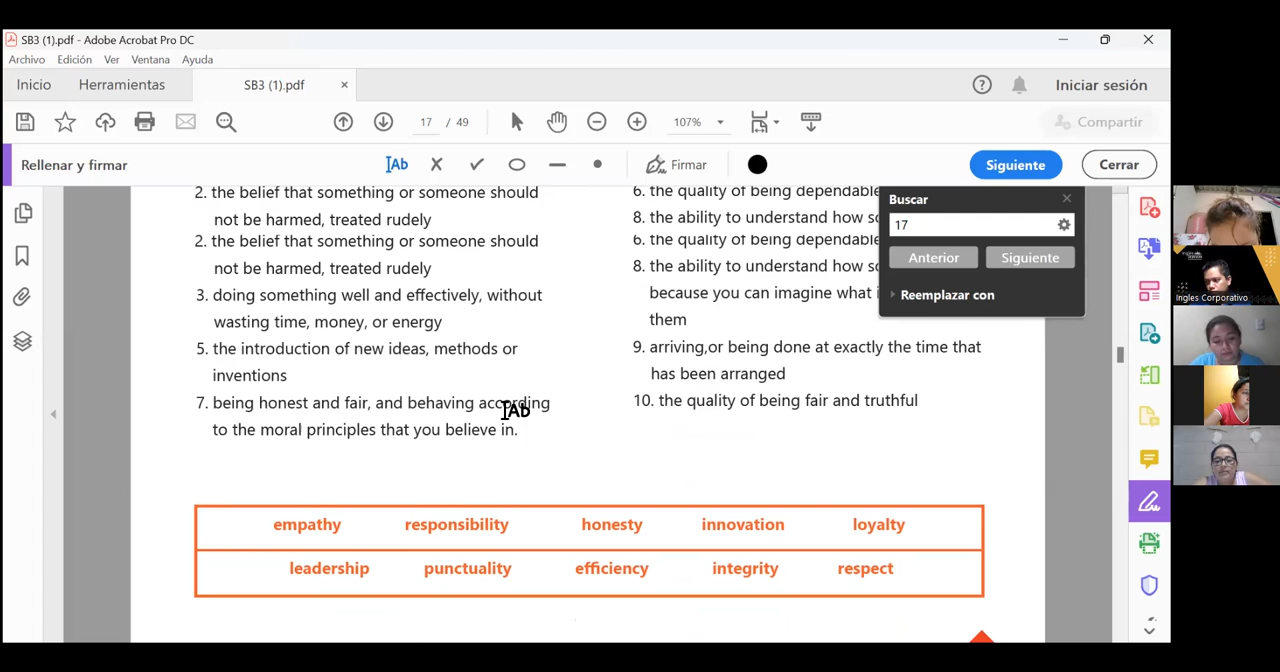 SB3 (1).pdf - Adobe Acrobat Pro DC
Archivo Edición Ver Ventana Ayuda
Inicio Herramientas SB3 (1).pdf × Iniciar sesión
17 / 49 107% Compartir
Rellenar y firmar Ab Firmar Siguiente Cerrar
2. the belief that something or someone should
not be harmed, treated rudely
2. the belief that something or someone should
not be harmed, treated rudely
3. doing something well and effectively, without
wasting time, money, or energy
5. the introduction of new ideas, methods or
inventions
7. being honest and fair, and behaving according
to the moral principles that you believe in.
Ab
6. the quality of being dependable
8. the ability to understand how
6. the quality of being dependable
8. the ability to understand how
because you can imagine what
them
9. arriving,or being done at exactly the time that
has been arranged
10. the quality of being fair and truthful
Buscar
17
Anterior Siguiente
Reemplazar con
empathy responsibility honesty innovation loyalty
leadership punctuality efficiency integrity respect
Ingles Corporativo